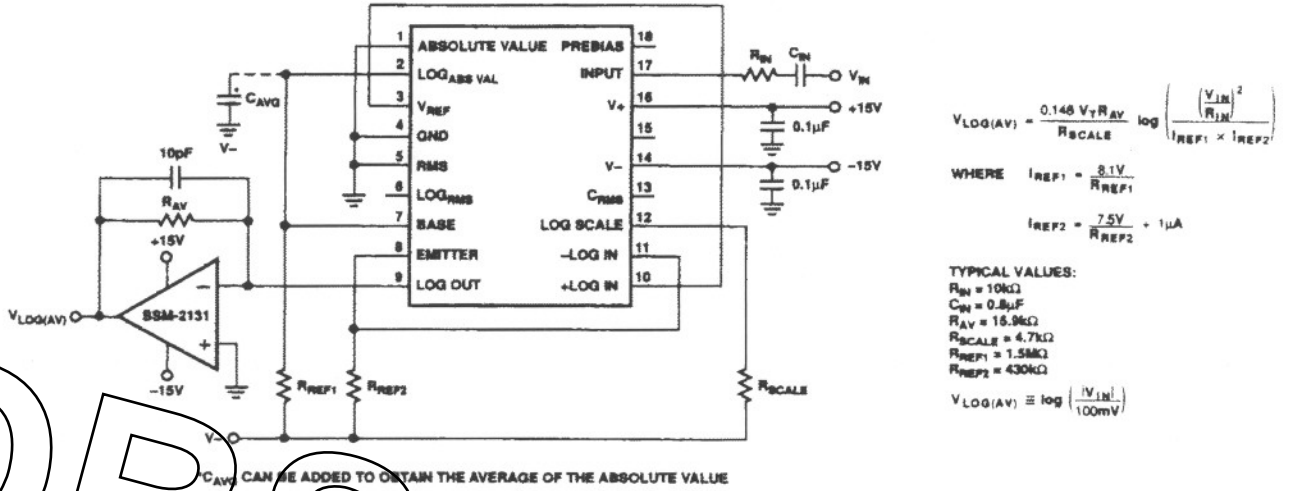 1 ABSOLUTE VALUE
2 LOG ABS VAL
3 VREF
4 GND
5 RMS
6 LOGRMS
7 BASE
8 EMITTER
9 LOG OUT
PREBIAS 18
INPUT 17
V+ 16
15
V– 14
CRMS 13
LOG SCALE 12
–LOG IN 11
+LOG IN 10
* CAVG
V–
10pF
RAV
+15V
SSM-2131
–
+
VLOG(AV)
–15V
RREF1
RREF2
RSCALE
V–
RIN
CIN
VIN
+15V
0.1µF
–15V
0.1µF
*CAVG CAN BE ADDED TO OBTAIN THE AVERAGE OF THE ABSOLUTE VALUE
VLOG(AV) = 0.148 VT RAV / RSCALE log ( (VIN / RIN)² / IREF1 × IREF2 )
WHERE IREF1 = 8.1V / RREF1
IREF2 = 7.5V / RREF2 + 1µA
TYPICAL VALUES:
RIN = 10kΩ
CIN = 0.8µF
RAV = 15.9kΩ
RSCALE = 4.7kΩ
RREF1 = 1.5MΩ
RREF2 = 430kΩ
VLOG(AV) ≡ log ( |VIN| / 100mV )